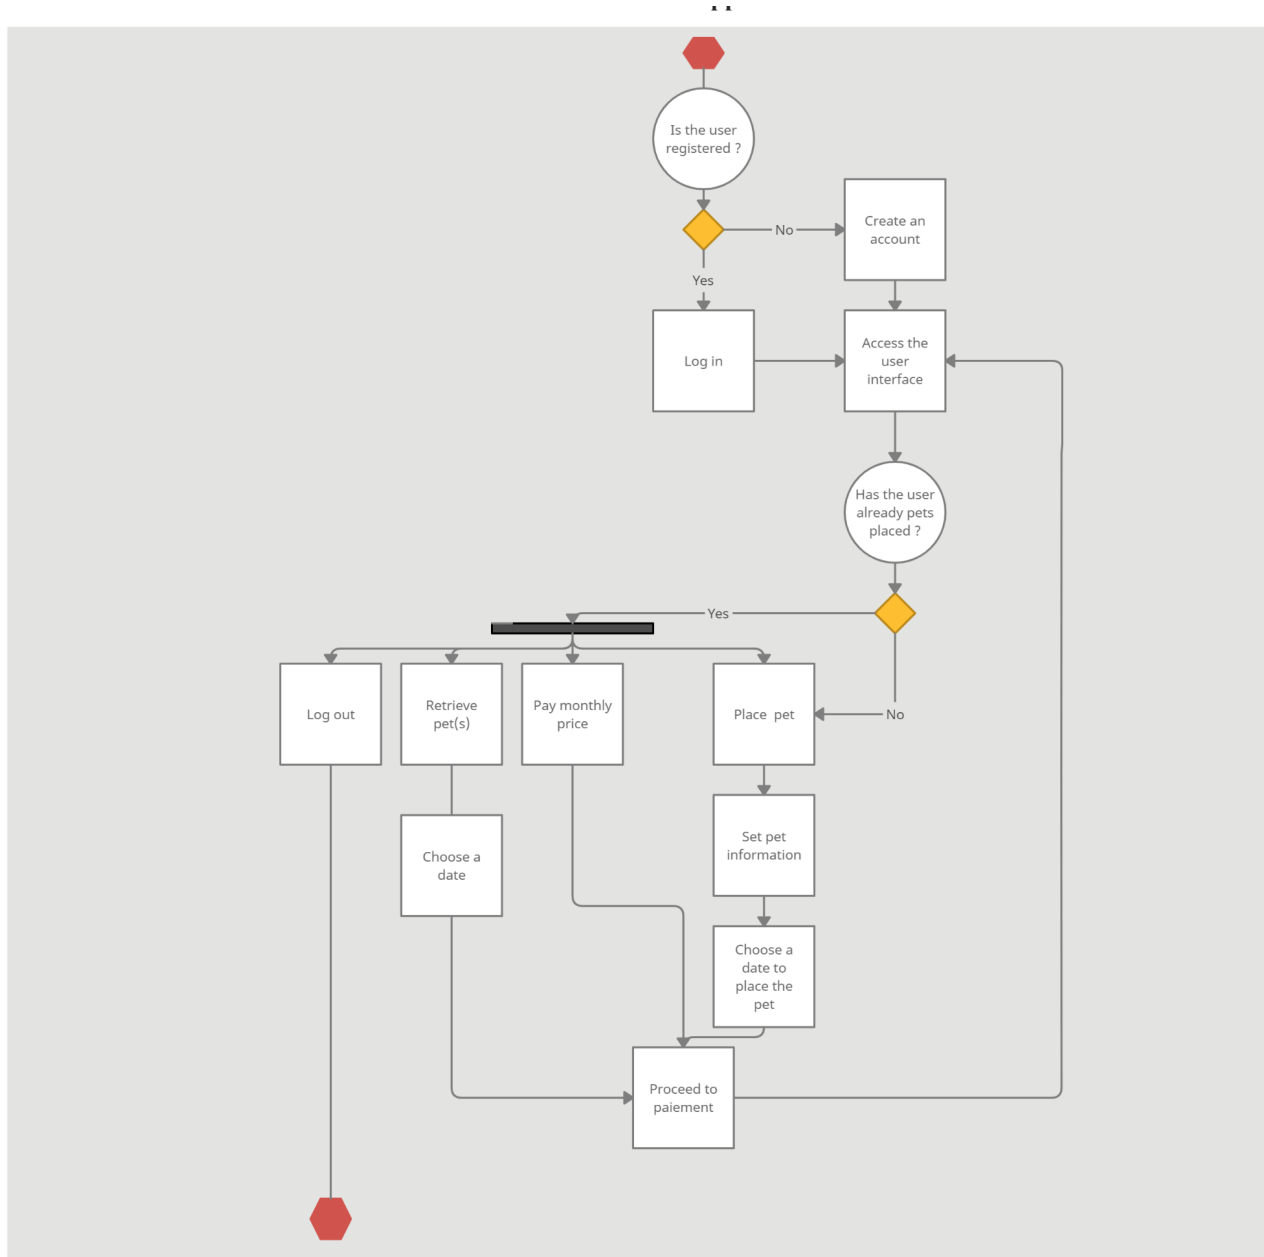 Is the user
registered ?
No
Create an
account
Yes
Log in
Access the
user
interface
Has the user
already pets
placed ?
Yes
Log out
Retrieve
pet(s)
Pay monthly
price
Place  pet
No
Set pet
information
Choose a
date
Choose a
date to
place the
pet
Proceed to
paiement